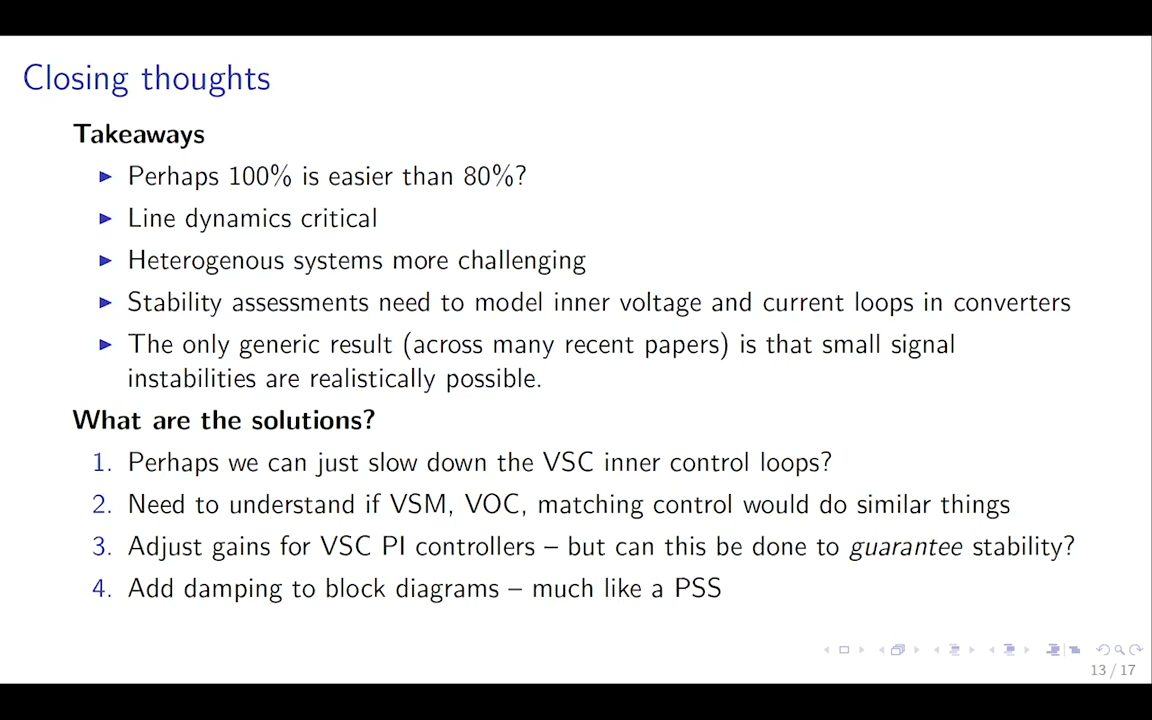 Closing thoughts
Takeaways
▶ Perhaps 100% is easier than 80%?
▶ Line dynamics critical
▶ Heterogenous systems more challenging
▶ Stability assessments need to model inner voltage and current loops in converters
▶ The only generic result (across many recent papers) is that small signal
instabilities are realistically possible.
What are the solutions?
1. Perhaps we can just slow down the VSC inner control loops?
2. Need to understand if VSM, VOC, matching control would do similar things
3. Adjust gains for VSC PI controllers – but can this be done to guarantee stability?
4. Add damping to block diagrams – much like a PSS
13 / 17